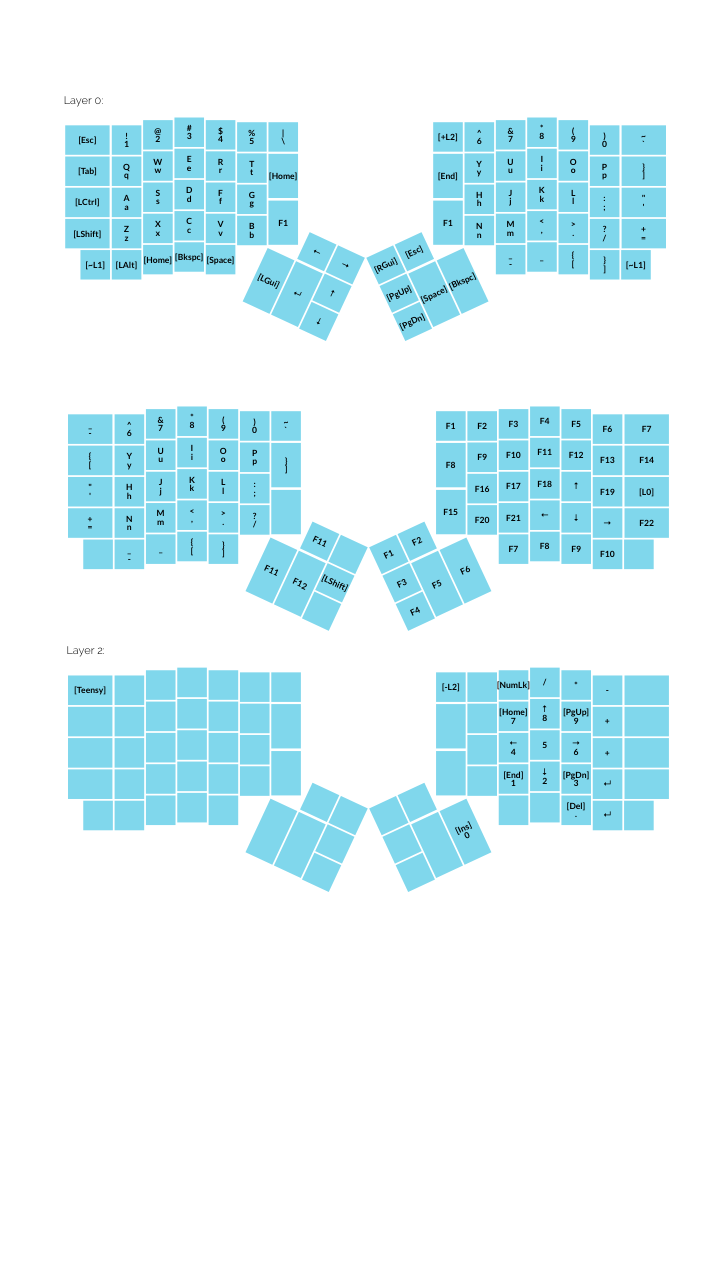 Layer 0:
[Esc] ! 1 @ 2 # 3 $ 4 % 5 | \
[Tab] Q q W w E e R r T t [Home]
[LCtrl] A a S s D d F f G g
[LShift] Z z X x C c V v B b F1
[~L1] [LAlt] [Home] [Bkspc] [Space]
← →
[LGui] ↵ ↑
↓
[+L2] ^ 6 & 7 * 8 ( 9 ) 0 ~ `
[End] Y y U u I i O o P p } ]
H h J j K k L l : ; " '
F1 N n M m < , > . ? / + =
_ - _ { [ } ] [~L1]
[RGui] [Esc]
[PgUp] [Space] [Bkspc]
[PgDn]
_ - ^ 6 & 7 * 8 ( 9 ) 0 ~ `
{ [ Y y U u I i O o P p } ]
" ' H h J j K k L l : ;
+ = N n M m < , > . ? /
_ - _ { [ } ]
F11
F11 F12 [LShift]
F1 F2 F3 F4 F5 F6 F7
F8 F9 F10 F11 F12 F13 F14
F16 F17 F18 ↑ F19 [L0]
F15 F20 F21 ← ↓ → F22
F7 F8 F9 F10
F1 F2
F3 F5 F6
F4
Layer 2:
[Teensy]
[-L2] [NumLk] / * -
[Home] 7 ↑ 8 [PgUp] 9 +
← 4 5 → 6 +
[End] 1 ↓ 2 [PgDn] 3 ↵
[Del] . ↵
[Ins] 0